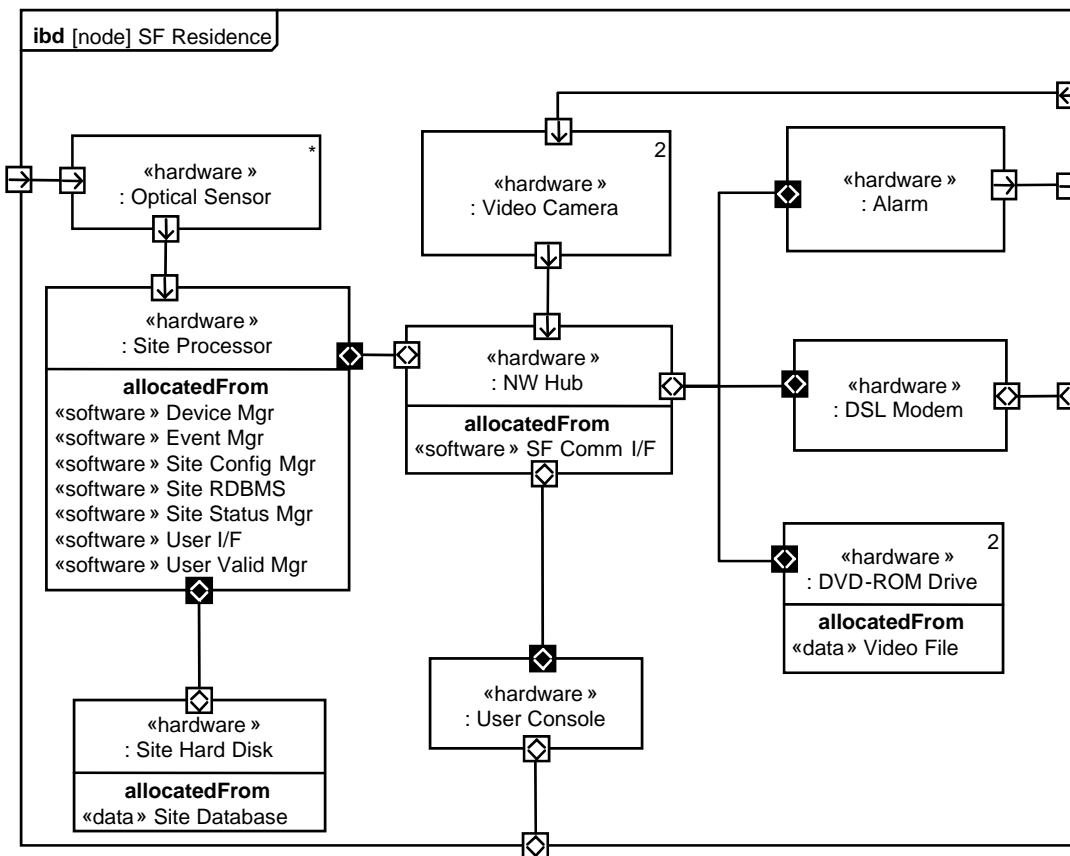 ibd [node] SF Residence
*
«hardware »
: Optical Sensor
2
«hardware »
: Video Camera
«hardware »
: Alarm
«hardware »
: Site Processor
allocatedFrom
«software » Device Mgr
«software » Event Mgr
«software » Site Config Mgr
«software » Site RDBMS
«software » Site Status Mgr
«software » User I/F
«software » User Valid Mgr
«hardware »
: NW Hub
allocatedFrom
«software » SF Comm I/F
«hardware »
: DSL Modem
2
«hardware »
: DVD-ROM Drive
allocatedFrom
«data» Video File
«hardware »
: Site Hard Disk
allocatedFrom
«data» Site Database
«hardware »
: User Console